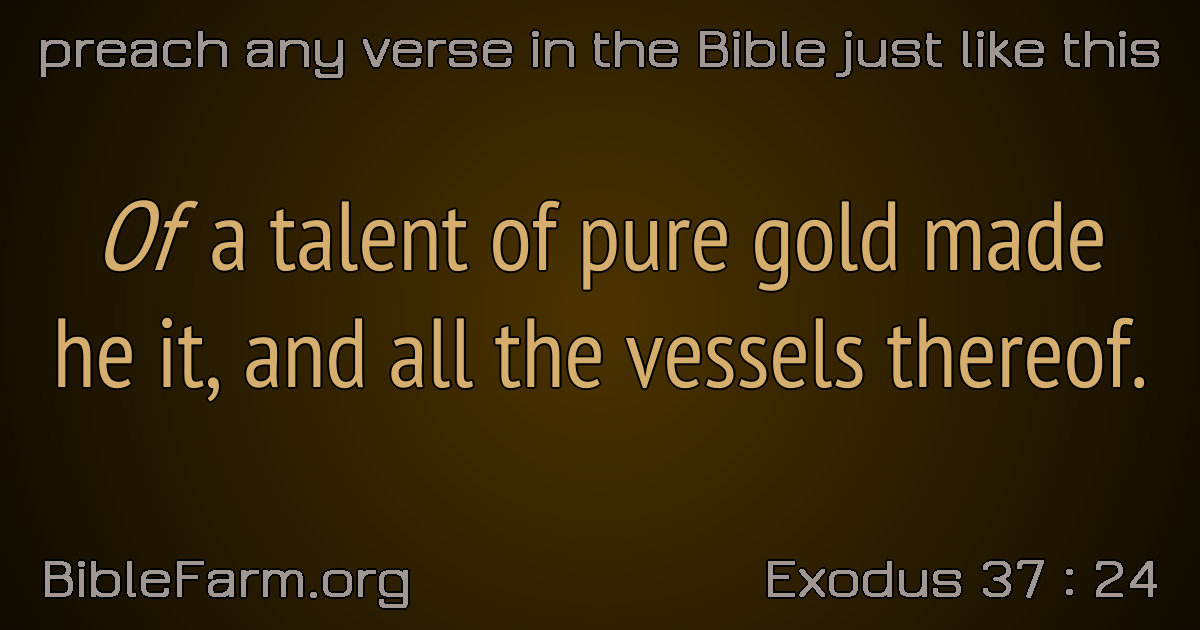 preach any verse in the Bible just like this
Of a talent of pure gold made
he it, and all the vessels thereof.
BibleFarm.org
Exodus 37 : 24